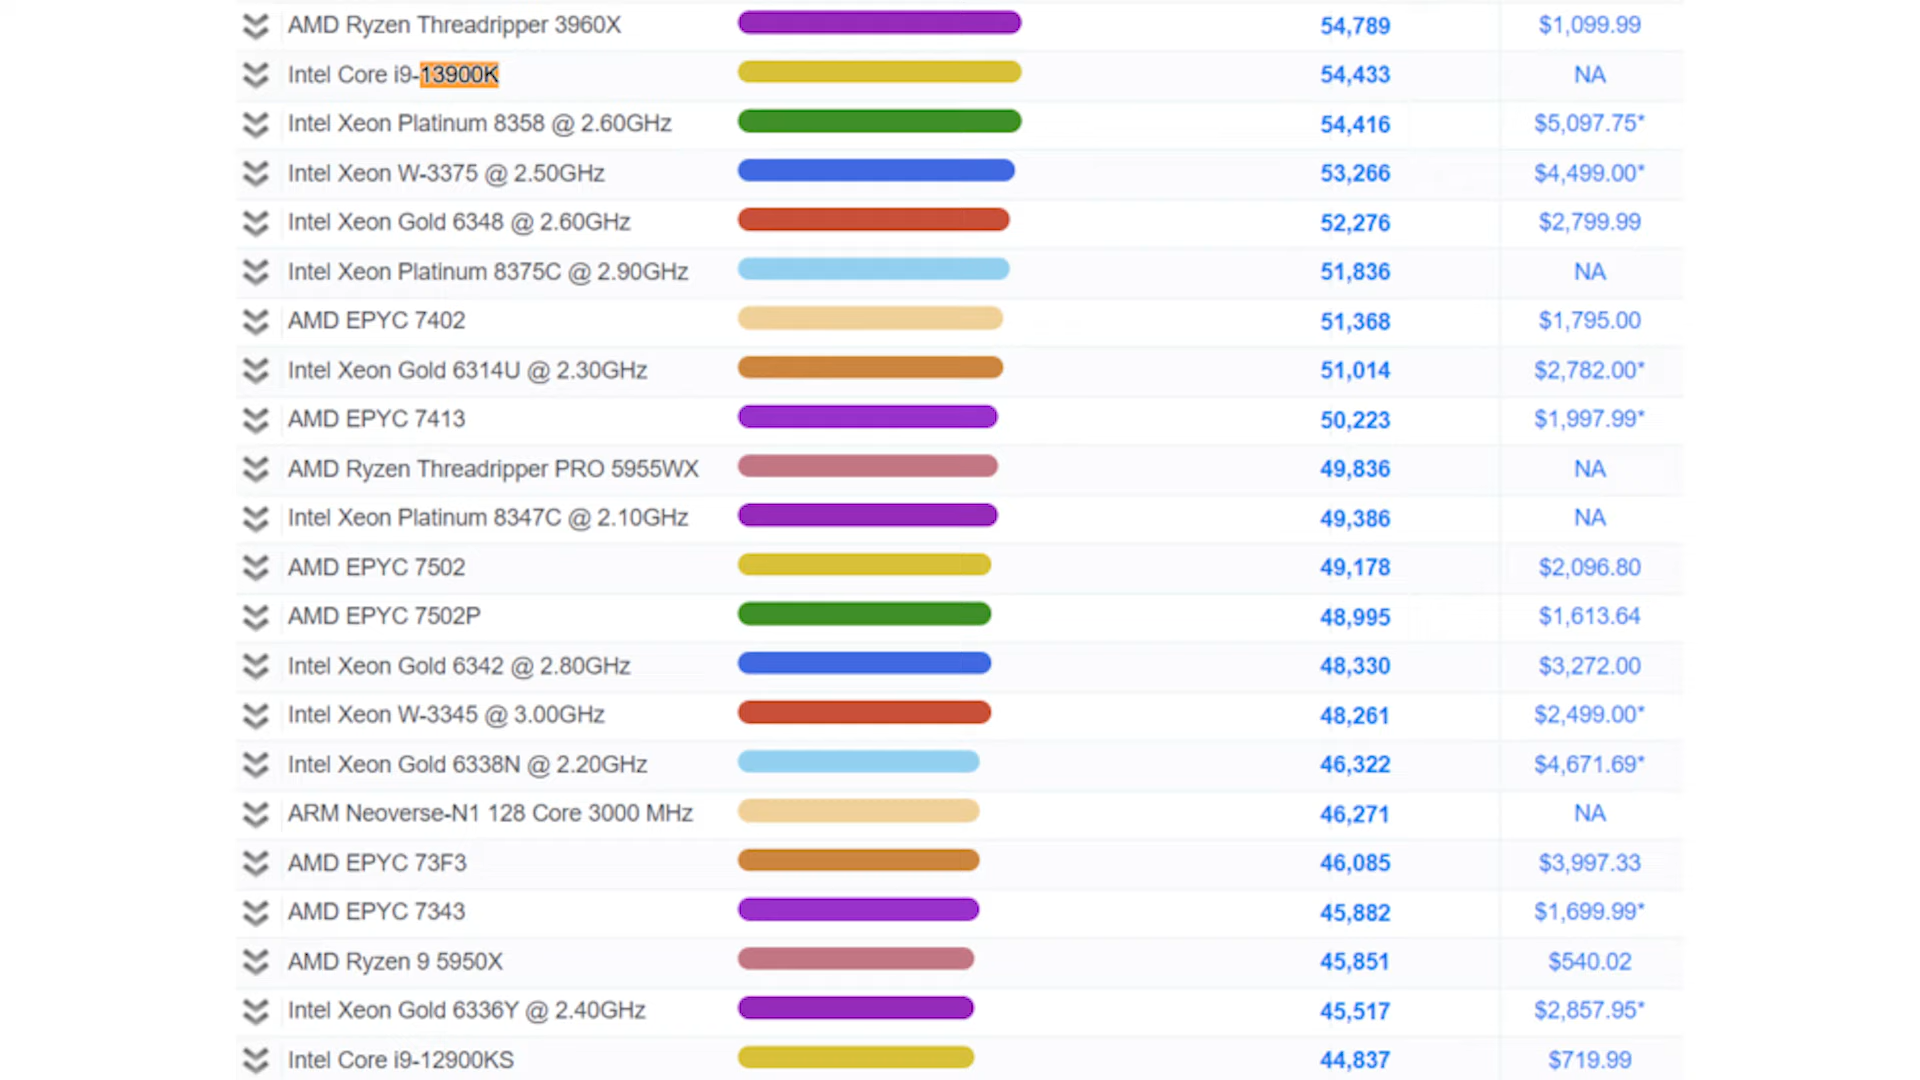 AMD Ryzen Threadripper 3960X 54,789 $1,099.99
Intel Core i9-13900K 54,433 NA
Intel Xeon Platinum 8358 @ 2.60GHz 54,416 $5,097.75*
Intel Xeon W-3375 @ 2.50GHz 53,266 $4,499.00*
Intel Xeon Gold 6348 @ 2.60GHz 52,276 $2,799.99
Intel Xeon Platinum 8375C @ 2.90GHz 51,836 NA
AMD EPYC 7402 51,368 $1,795.00
Intel Xeon Gold 6314U @ 2.30GHz 51,014 $2,782.00*
AMD EPYC 7413 50,223 $1,997.99*
AMD Ryzen Threadripper PRO 5955WX 49,836 NA
Intel Xeon Platinum 8347C @ 2.10GHz 49,386 NA
AMD EPYC 7502 49,178 $2,096.80
AMD EPYC 7502P 48,995 $1,613.64
Intel Xeon Gold 6342 @ 2.80GHz 48,330 $3,272.00
Intel Xeon W-3345 @ 3.00GHz 48,261 $2,499.00*
Intel Xeon Gold 6338N @ 2.20GHz 46,322 $4,671.69*
ARM Neoverse-N1 128 Core 3000 MHz 46,271 NA
AMD EPYC 73F3 46,085 $3,997.33
AMD EPYC 7343 45,882 $1,699.99*
AMD Ryzen 9 5950X 45,851 $540.02
Intel Xeon Gold 6336Y @ 2.40GHz 45,517 $2,857.95*
Intel Core i9-12900KS 44,837 $719.99